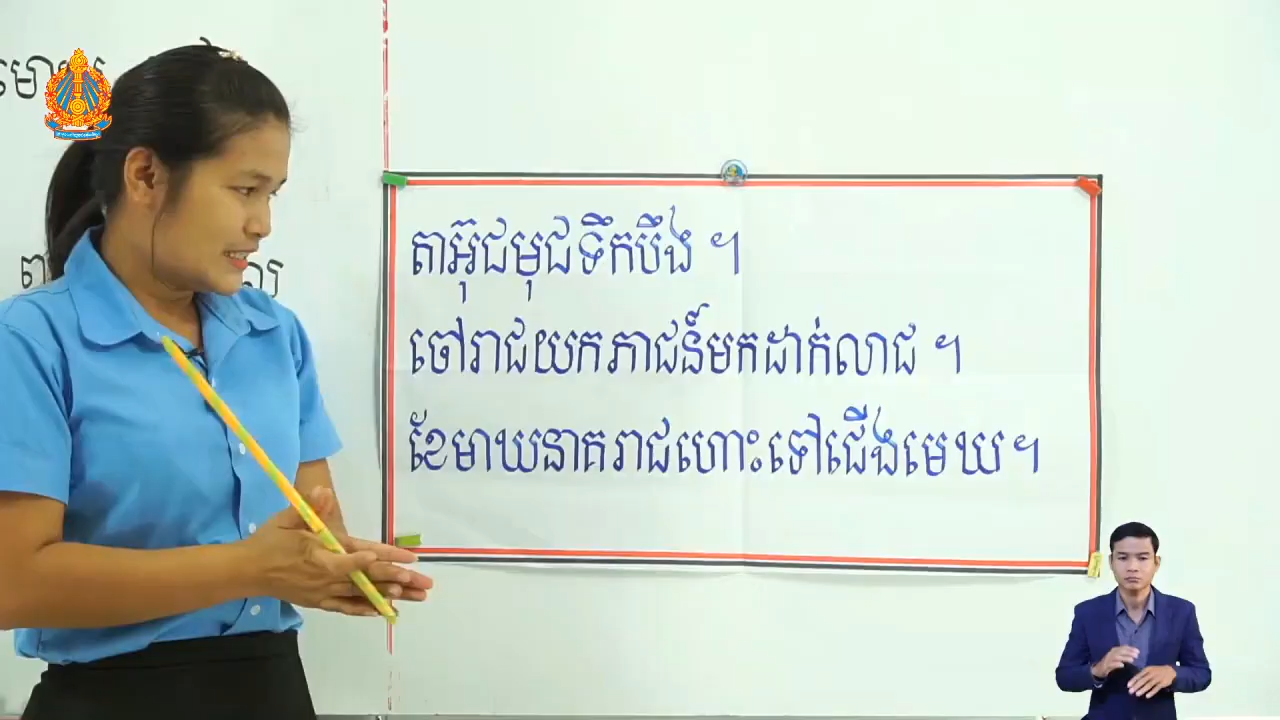 តាអ៊ុជមុជទឹកបឹង ។
ចៅរាជយកភាជន៍មកដាក់លាជ ។
ខែមាឃនាគរាជហោះទៅជើងមេឃ។